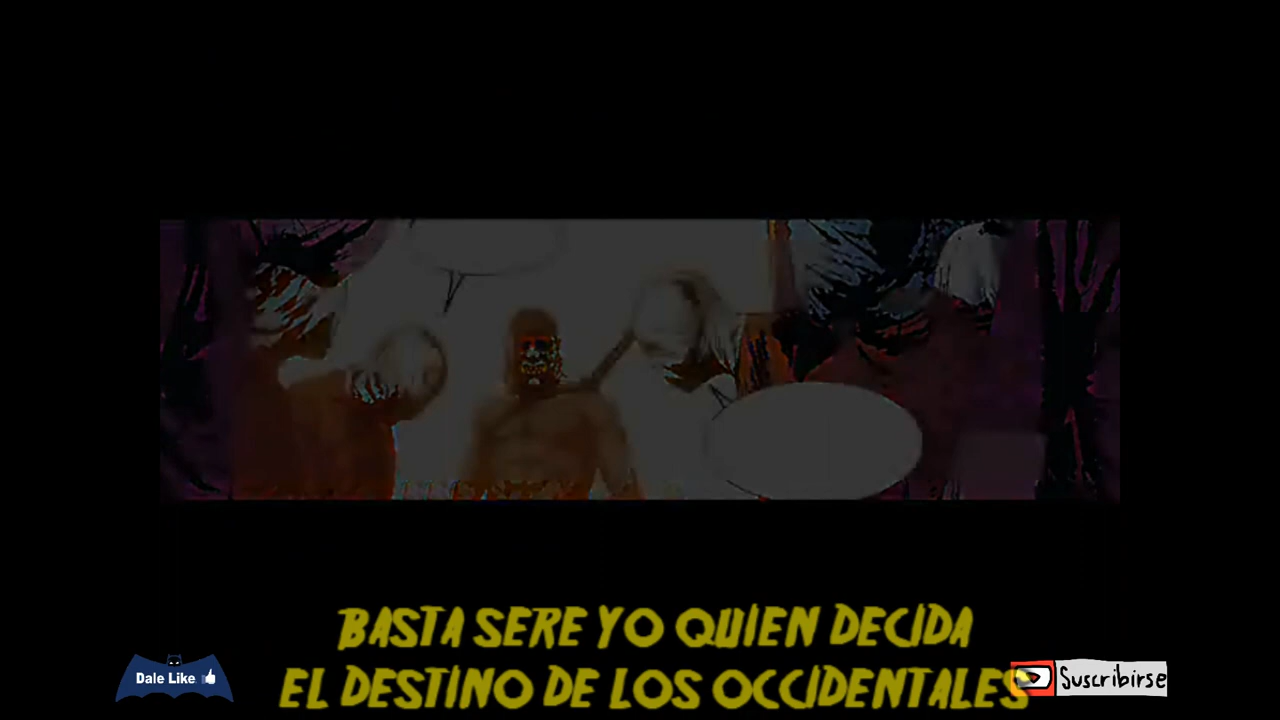 BASTA SERE YO QUIEN DECIDA
EL DESTINO DE LOS OCCIDENTALES
Dale Like
Suscribirse